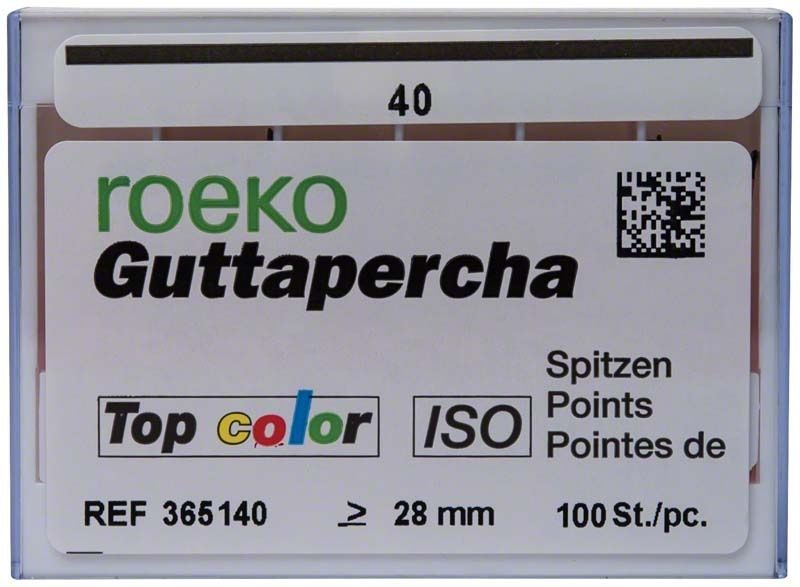 40
roeko
Guttapercha
Top color
ISO
Spitzen
Points
Pointes de
REF 365140 ≥ 28 mm 100 St./pc.